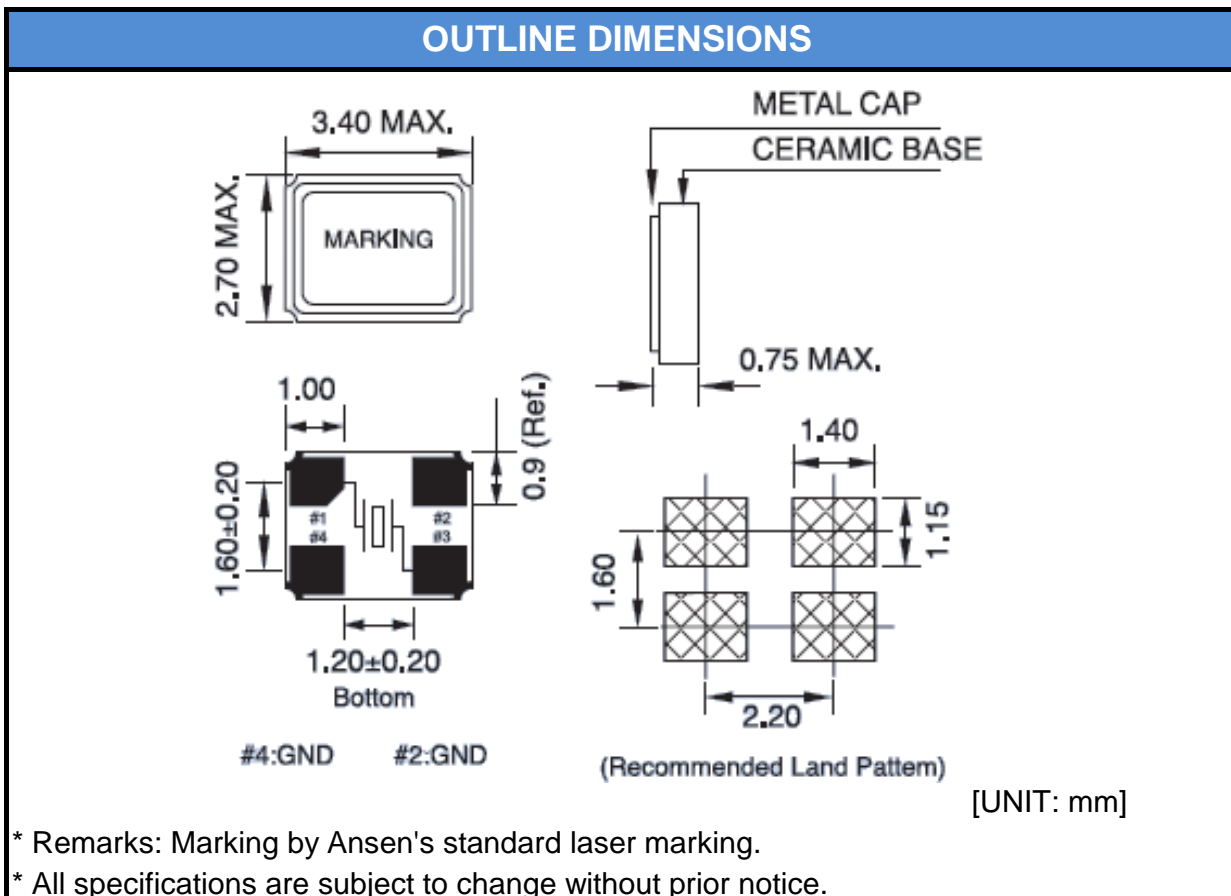 OUTLINE DIMENSIONS
3.40 MAX.
2.70 MAX.
MARKING
METAL CAP
CERAMIC BASE
0.75 MAX.
1.00
0.9 (Ref.)
1.60±0.20
#1
#2
#4
#3
1.20±0.20
Bottom
#4:GND
#2:GND
1.40
1.15
1.60
2.20
(Recommended Land Pattem)
[UNIT: mm]
* Remarks: Marking by Ansen's standard laser marking.
* All specifications are subject to change without prior notice.